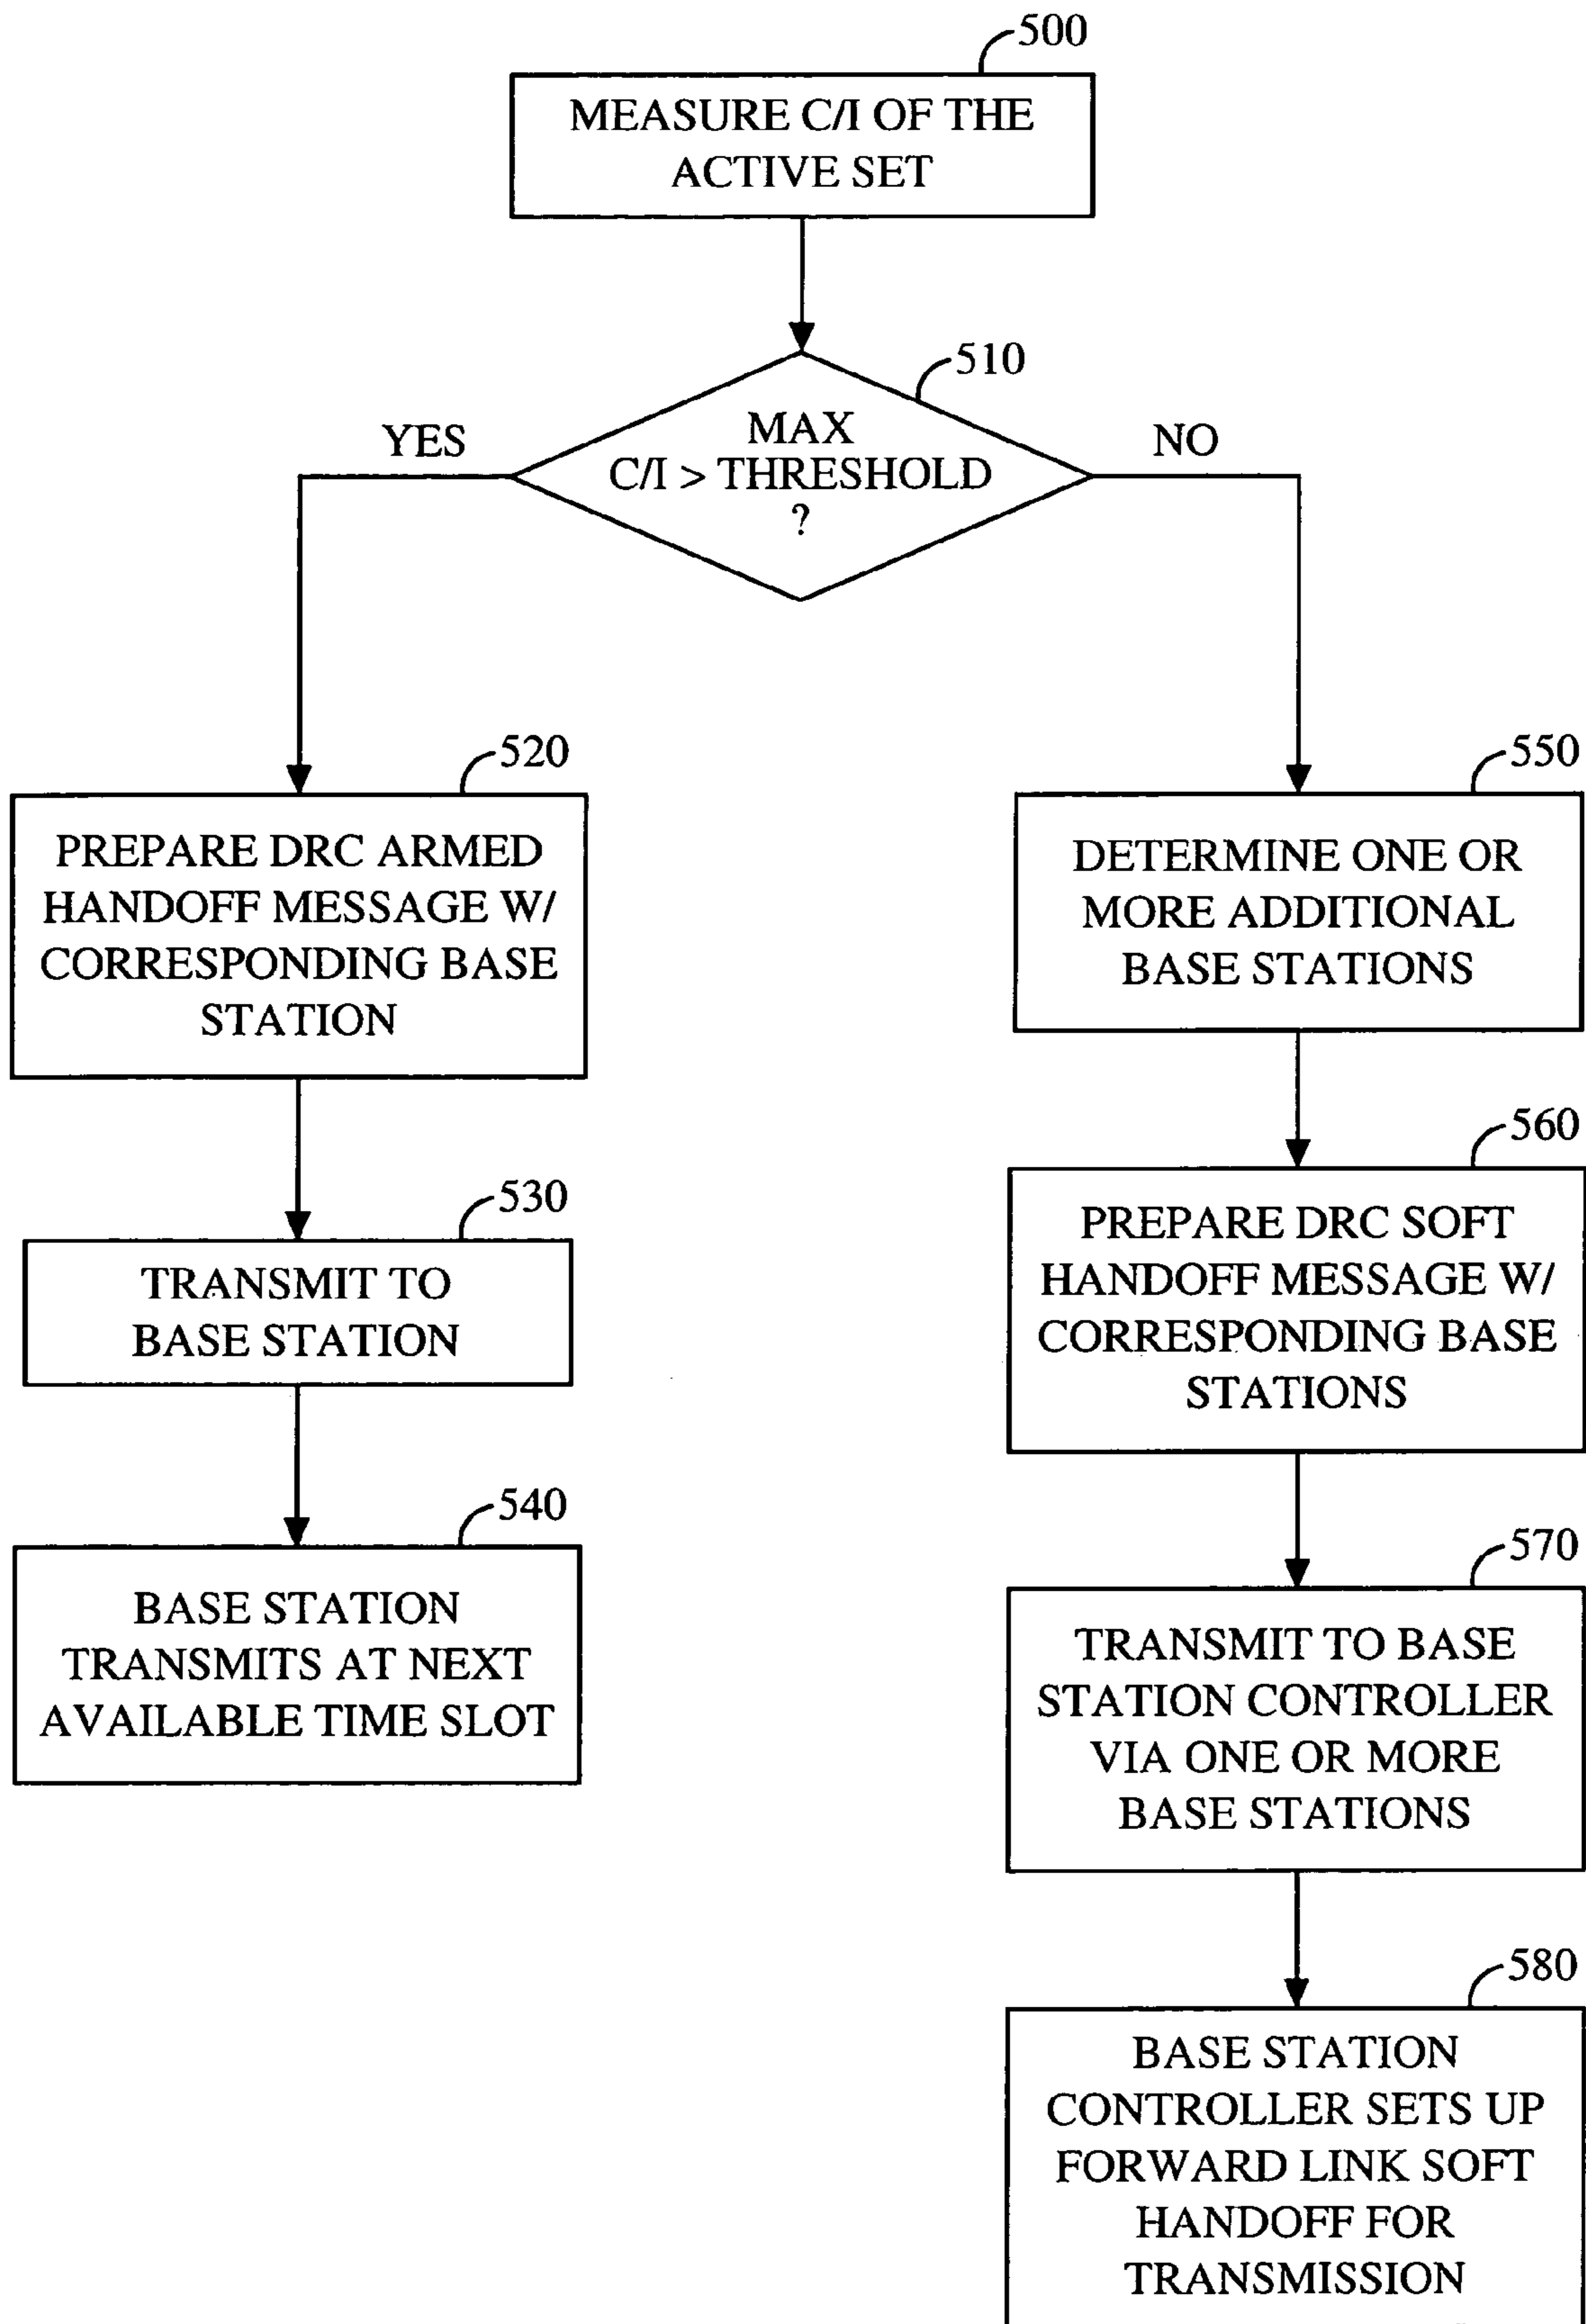 500
MEASURE C/I OF THE
ACTIVE SET
510
MAX
C/I > THRESHOLD
?
YES
NO
520
PREPARE DRC ARMED
HANDOFF MESSAGE W/
CORRESPONDING BASE
STATION
530
TRANSMIT TO
BASE STATION
540
BASE STATION
TRANSMITS AT NEXT
AVAILABLE TIME SLOT
550
DETERMINE ONE OR
MORE ADDITIONAL
BASE STATIONS
560
PREPARE DRC SOFT
HANDOFF MESSAGE W/
CORRESPONDING BASE
STATIONS
570
TRANSMIT TO BASE
STATION CONTROLLER
VIA ONE OR MORE
BASE STATIONS
580
BASE STATION
CONTROLLER SETS UP
FORWARD LINK SOFT
HANDOFF FOR
TRANSMISSION